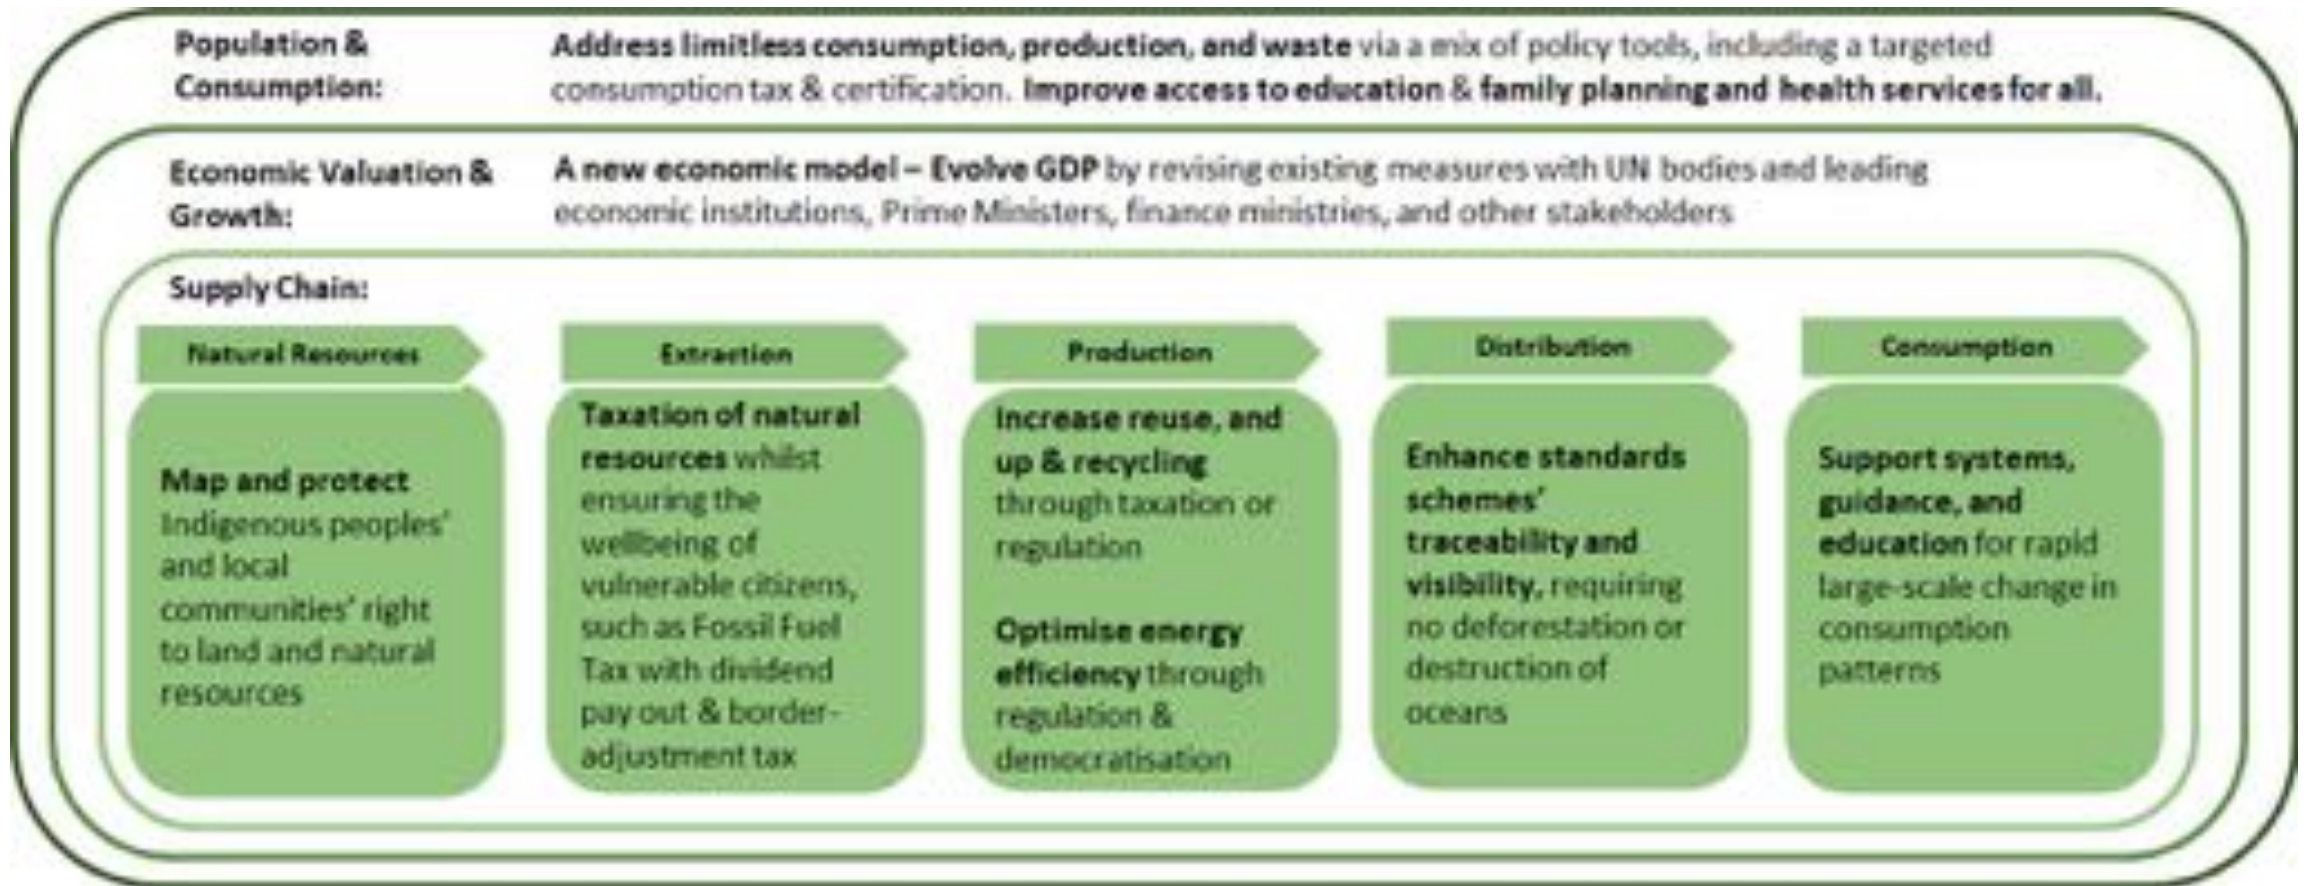 Population &
Consumption:
Address limitless consumption, production, and waste via a mix of policy tools, including a targeted
consumption tax & certification. Improve access to education & family planning and health services for all.
Economic Valuation &
Growth:
A new economic model – Evolve GDP by revising existing measures with UN bodies and leading
economic institutions, Prime Ministers, finance ministries, and other stakeholders
Supply Chain:
Natural Resources
Map and protect
Indigenous peoples'
and local
communities' right
to land and natural
resources
Extraction
Taxation of natural
resources whilst
ensuring the
wellbeing of
vulnerable citizens,
such as Fossil Fuel
Tax with dividend
pay out & border-
adjustment tax
Production
Increase reuse, and
up & recycling
through taxation or
regulation
Optimise energy
efficiency through
regulation &
democratisation
Distribution
Enhance standards
schemes'
traceability and
visibility, requiring
no deforestation or
destruction of
oceans
Consumption
Support systems,
guidance, and
education for rapid
large-scale change in
consumption
patterns